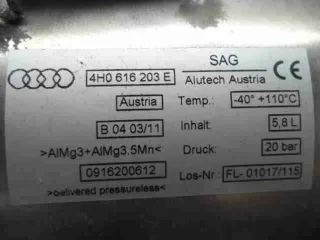 SAG
4H0 616 203 E Alutech Austria CE
Austria Temp.: -40° +110°C
B 04 03/11 Inhalt: 5,8 L
>AlMg3+AlMg3.5Mn< Druck: 20 bar
0916200612 Los-Nr.: FL- 01017/115
>Delivered pressureless<